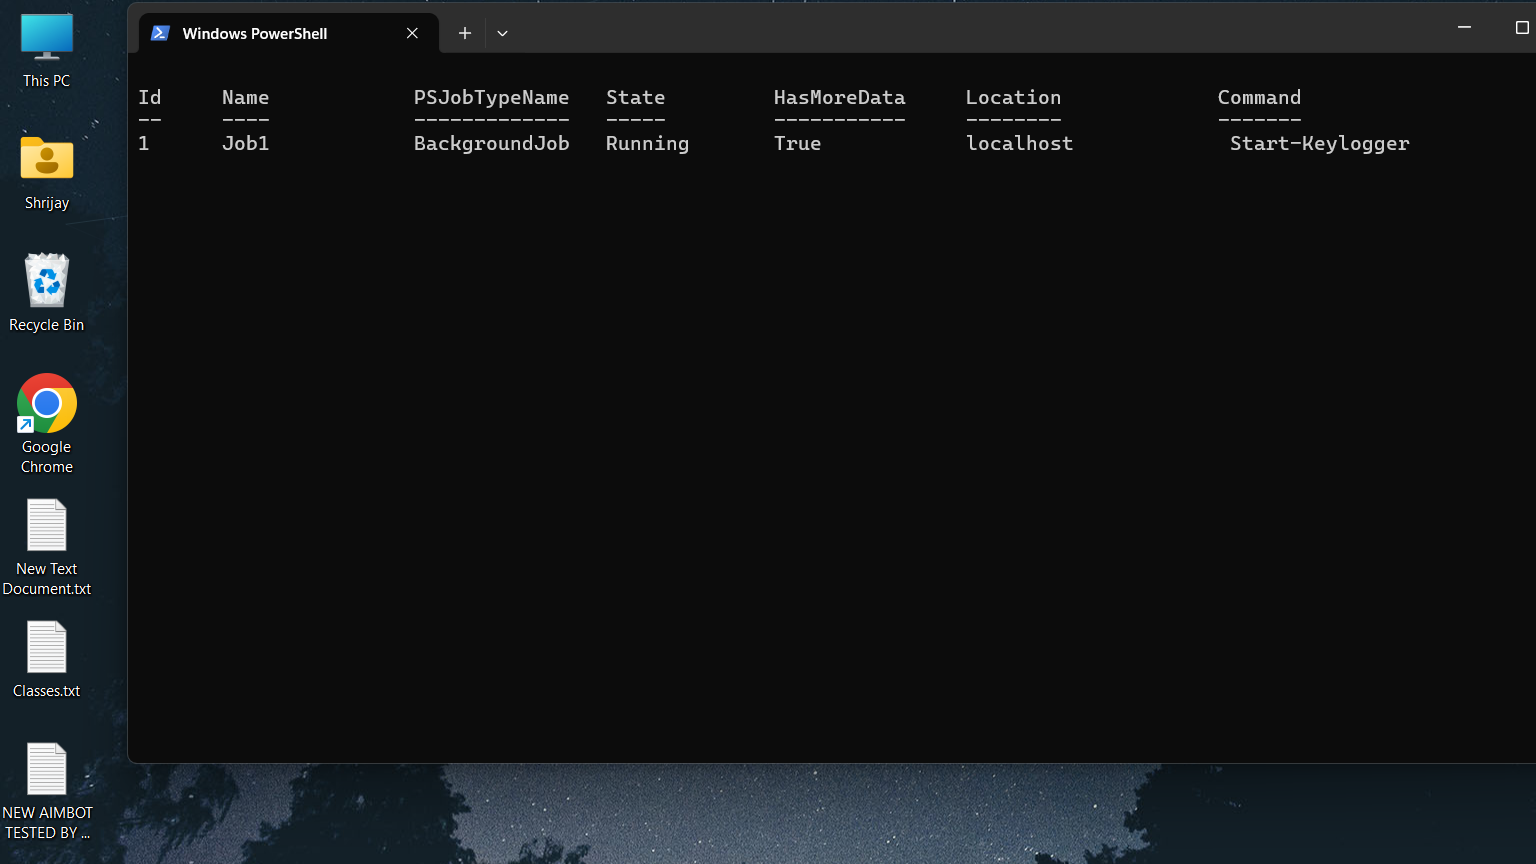 Windows PowerShell
This PC
Shrijay
Recycle Bin
Google
Chrome
New Text
Document.txt
Classes.txt
NEW AIMBOT
TESTED BY ...
Id Name PSJobTypeName State HasMoreData Location Command
-- ---- ------------- ----- ----------- -------- -------
1 Job1 BackgroundJob Running True localhost Start-Keylogger